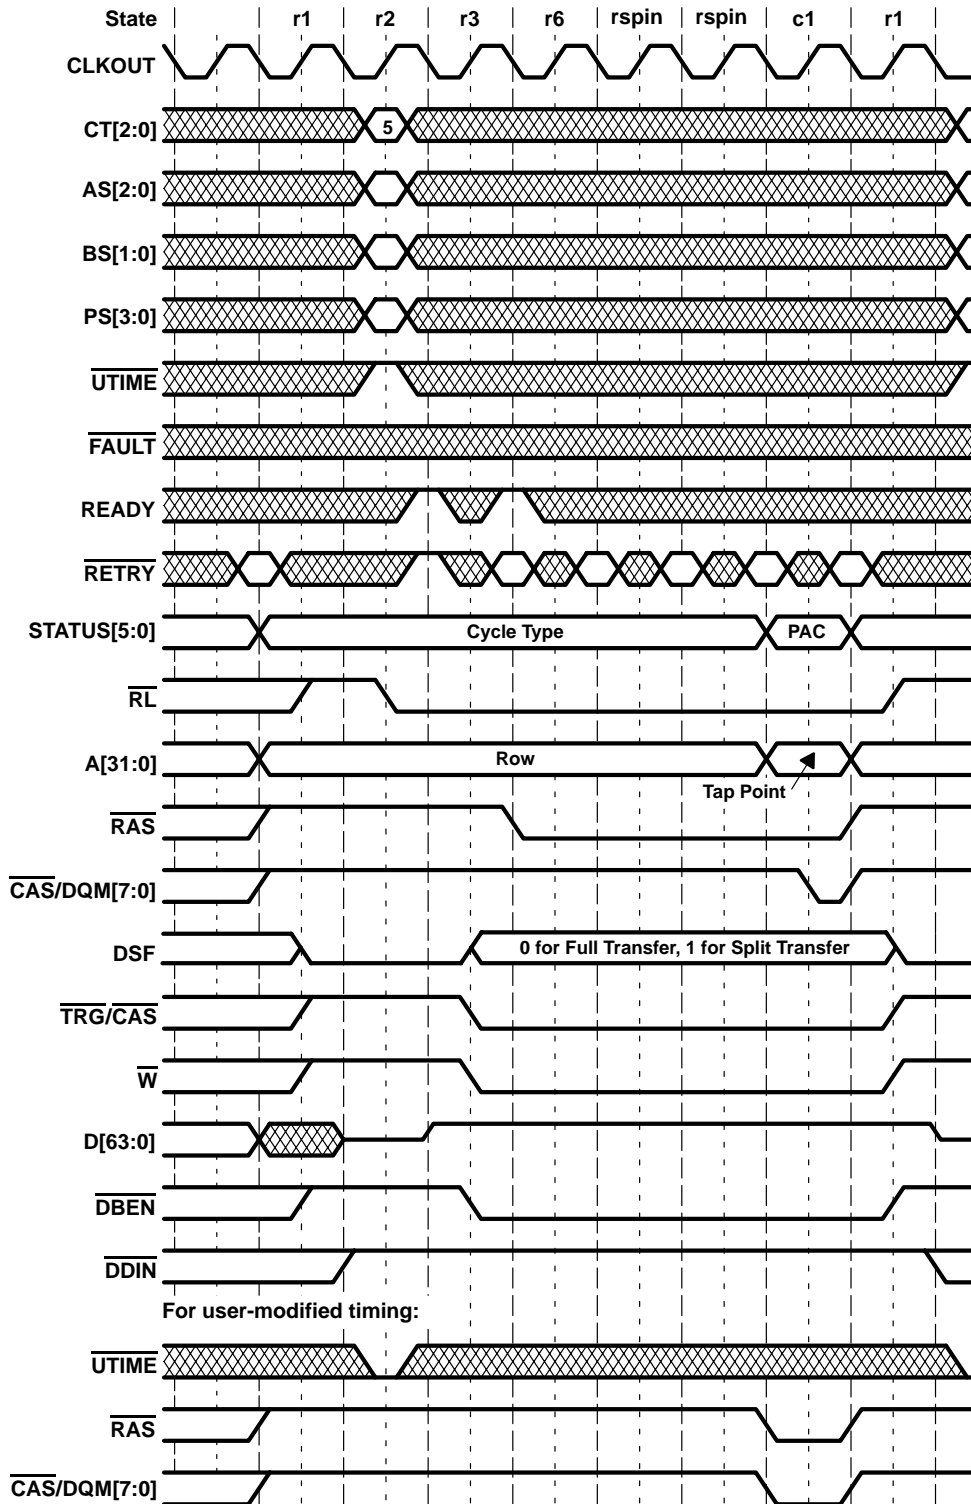 State r1 r2 r3 r6 rspin rspin c1 r1
CLKOUT
CT[2:0] 5
AS[2:0]
BS[1:0]
PS[3:0]
UTIME
FAULT
READY
RETRY
STATUS[5:0] Cycle Type PAC
RL
A[31:0] Row
Tap Point
RAS
CAS/DQM[7:0]
DSF 0 for Full Transfer, 1 for Split Transfer
TRG/CAS
W
D[63:0]
DBEN
DDIN
For user-modified timing:
UTIME
RAS
CAS/DQM[7:0]